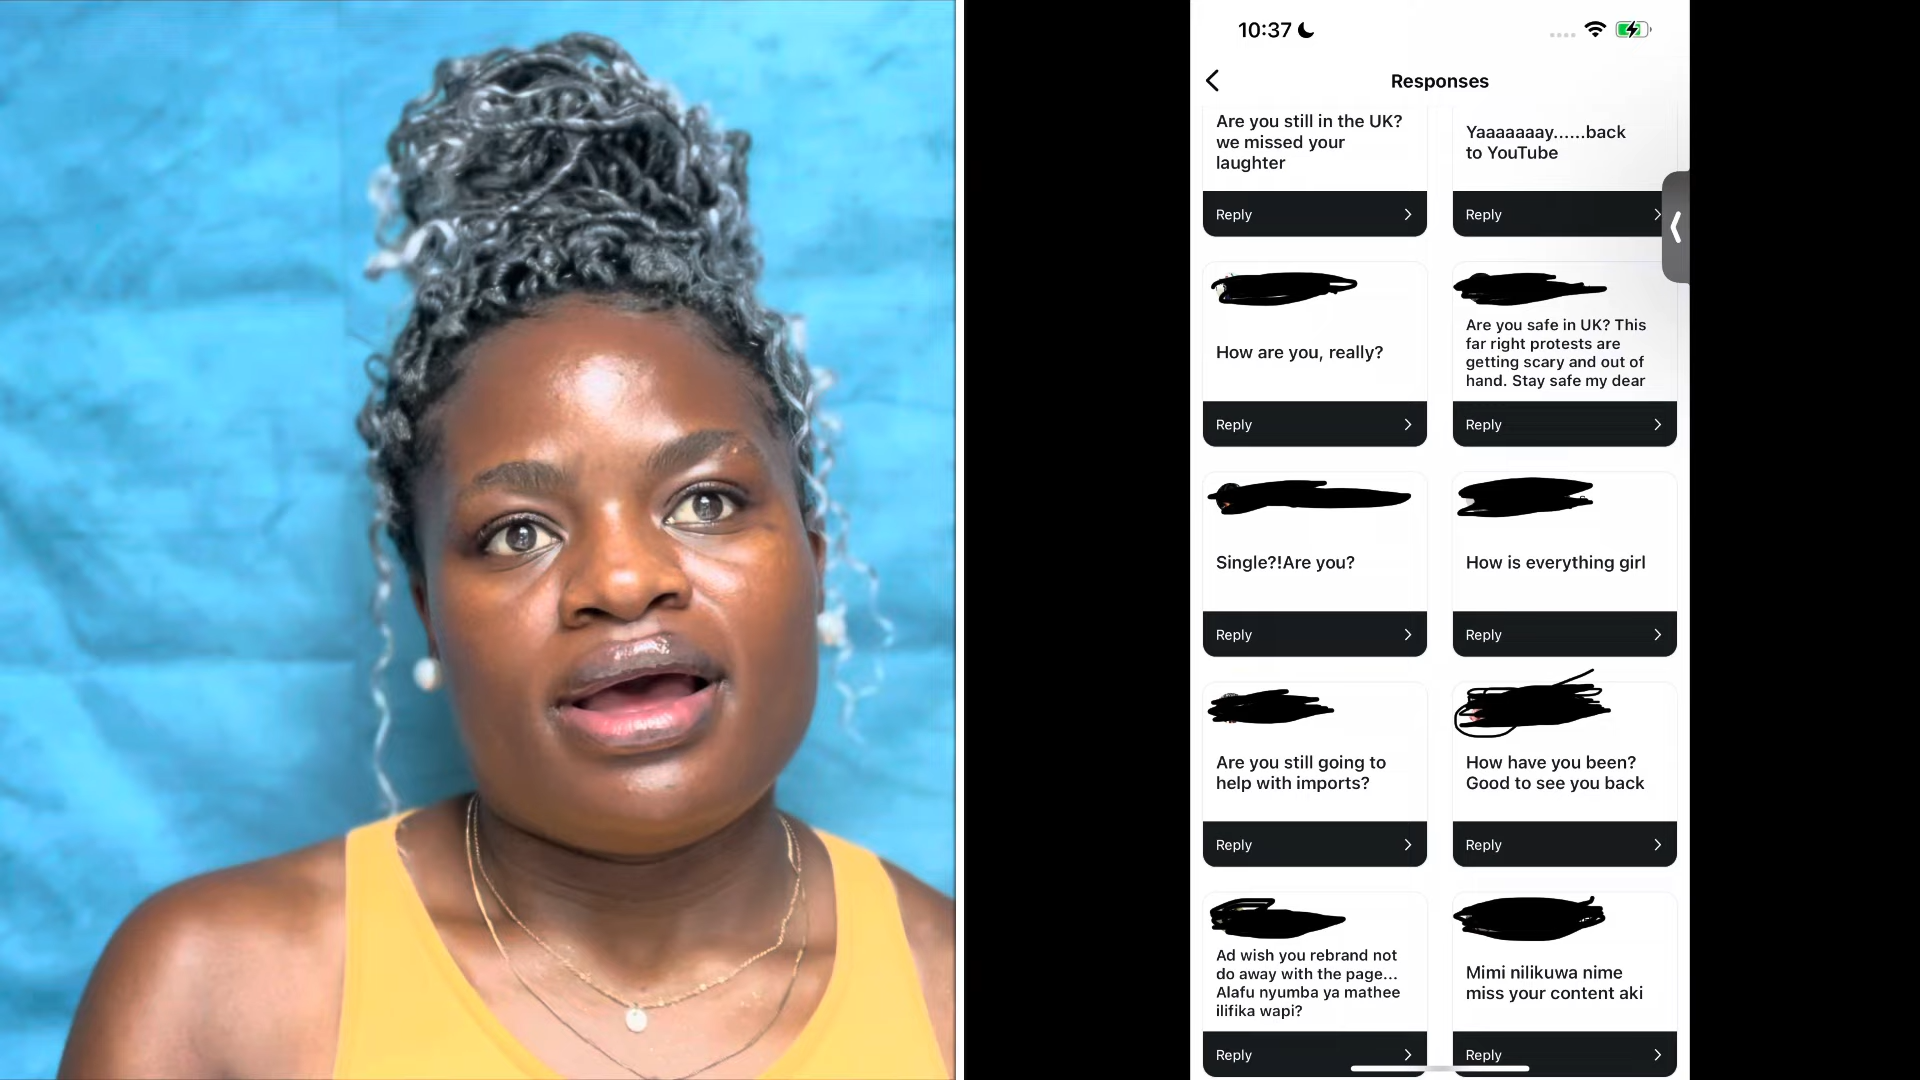 10:37
Responses
Are you still in the UK?
we missed your
laughter
Reply
Yaaaaaaay......back
to YouTube
Reply
How are you, really?
Reply
Are you safe in UK? This
far right protests are
getting scary and out of
hand. Stay safe my dear
Reply
Single?!Are you?
Reply
How is everything girl
Reply
Are you still going to
help with imports?
Reply
How have you been?
Good to see you back
Reply
Ad wish you rebrand not
do away with the page...
Alafu nyumba ya mathee
ilifika wapi?
Reply
Mimi nilikuwa nime
miss your content aki
Reply